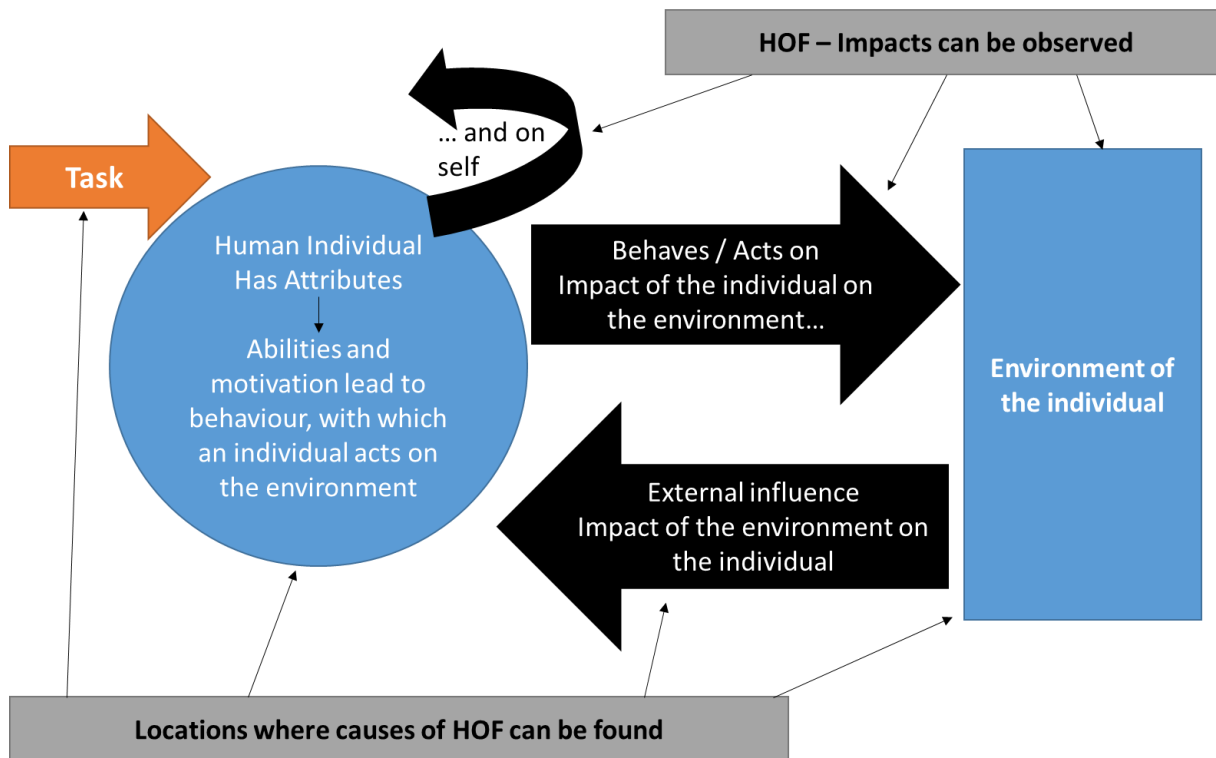 HOF – Impacts can be observed
... and on
self
Task
Human Individual
Has Attributes
Abilities and
motivation lead to
behaviour, with which
an individual acts on
the environment
Behaves / Acts on
Impact of the individual on
the environment...
Environment of
the individual
External influence
Impact of the environment on
the individual
Locations where causes of HOF can be found